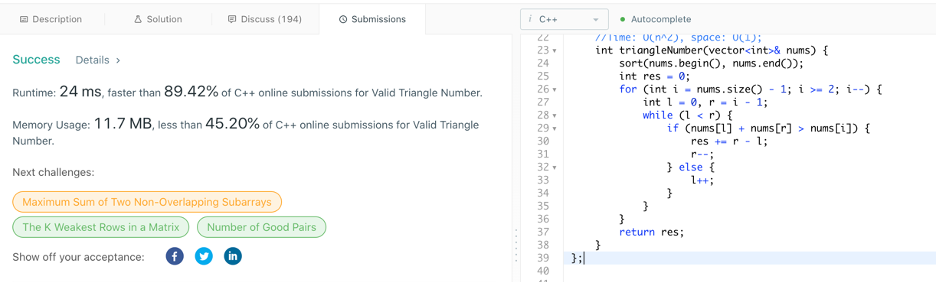 Description
Solution
Discuss (194)
Submissions
Success Details ›
Runtime: 24 ms, faster than 89.42% of C++ online submissions for Valid Triangle Number.
Memory Usage: 11.7 MB, less than 45.20% of C++ online submissions for Valid Triangle
Number.
Next challenges:
Maximum Sum of Two Non-Overlapping Subarrays
The K Weakest Rows in a Matrix
Number of Good Pairs
Show off your acceptance:
i C++
Autocomplete
22 //Time: O(n^2), space: O(1);
23 int triangleNumber(vector<int>& nums) {
24 sort(nums.begin(), nums.end());
25 int res = 0;
26 for (int i = nums.size() - 1; i >= 2; i--) {
27 int l = 0, r = i - 1;
28 while (l < r) {
29 if (nums[l] + nums[r] > nums[i]) {
30 res += r - l;
31 r--;
32 } else {
33 l++;
34 }
35 }
36 }
37 return res;
38 }
39 };
40